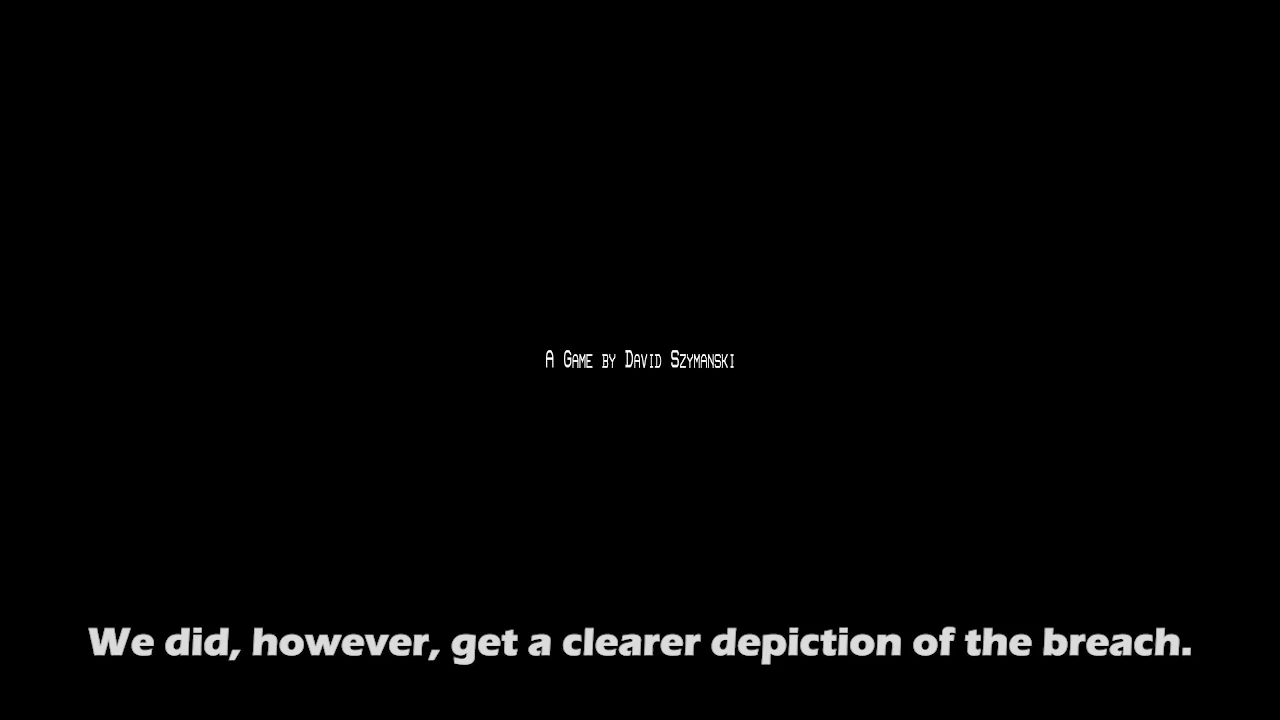 A Game by David Szymanski
We did, however, get a clearer depiction of the breach.